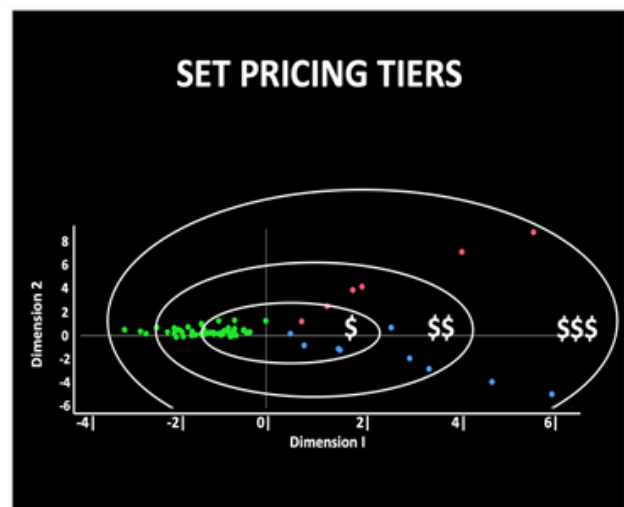 SET PRICING TIERS
8
6
4
2
0
-2
-4
-6
Dimension 2
$ $$ $$$
-4| -2| 0| 2| 4| 6|
Dimension I